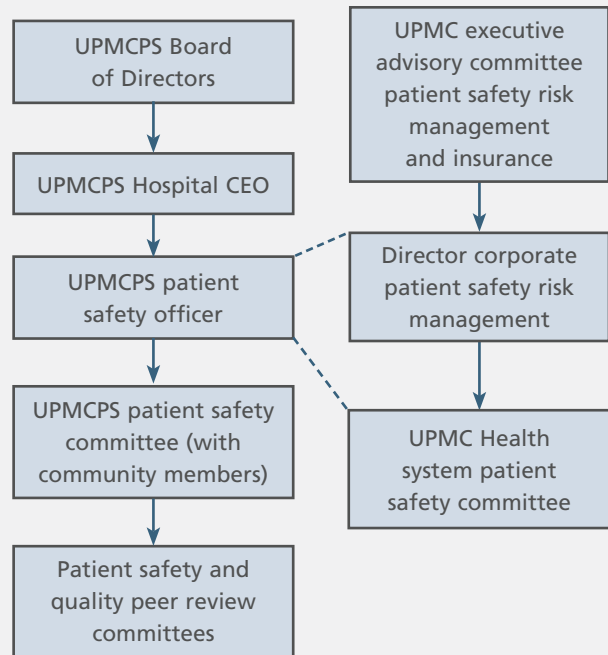 UPMCPS Board
of Directors
UPMCPS Hospital CEO
UPMCPS patient
safety officer
UPMCPS patient safety
committee (with
community members)
Patient safety and
quality peer review
committees
UPMC executive
advisory committee
patient safety risk
management
and insurance
Director corporate
patient safety risk
management
UPMC Health
system patient
safety committee